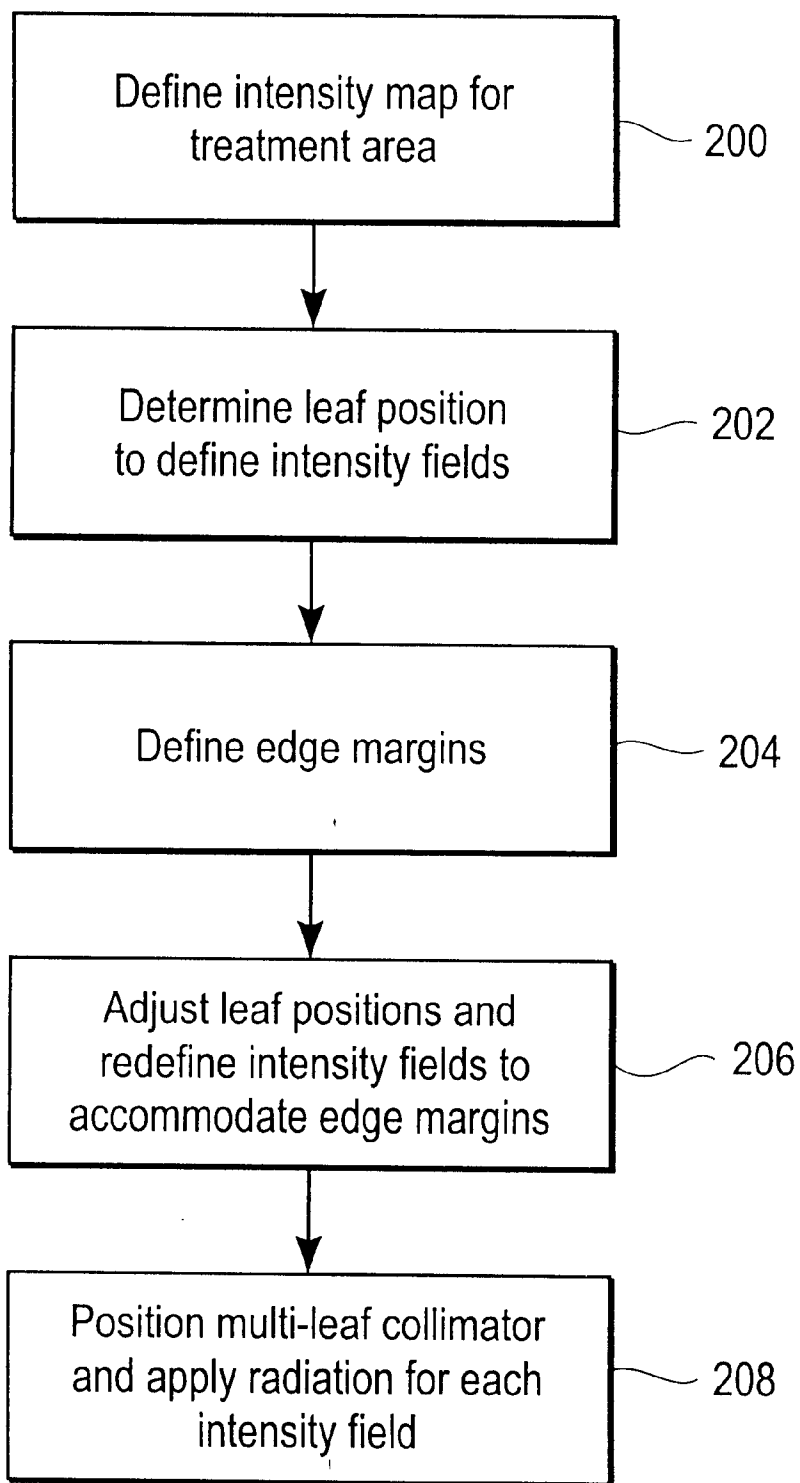 Define intensity map for
treatment area
200
Determine leaf position
to define intensity fields
202
Define edge margins
204
Adjust leaf positions and
redefine intensity fields to
accommodate edge margins
206
Position multi-leaf collimator
and apply radiation for each
intensity field
208